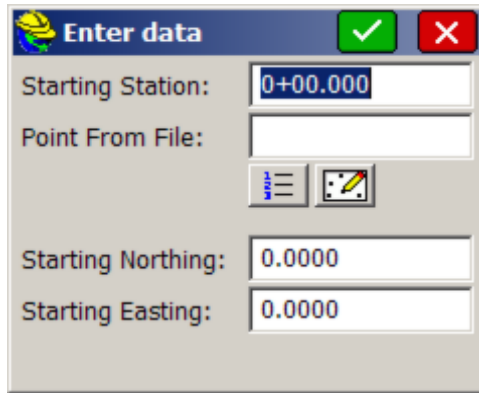 Enter data
Starting Station: 0+00.000
Point From File:
Starting Northing: 0.0000
Starting Easting: 0.0000